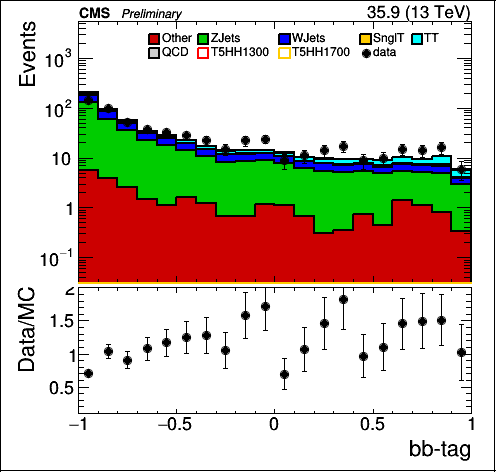 CMS Preliminary 35.9 (13 TeV)
Other ZJets WJets SnglT TT
QCD T5HH1300 T5HH1700 data
Events
10³
10²
10
1
10⁻¹
Data/MC
2
1.5
1
0.5
−1 −0.5 0 0.5 1
bb-tag